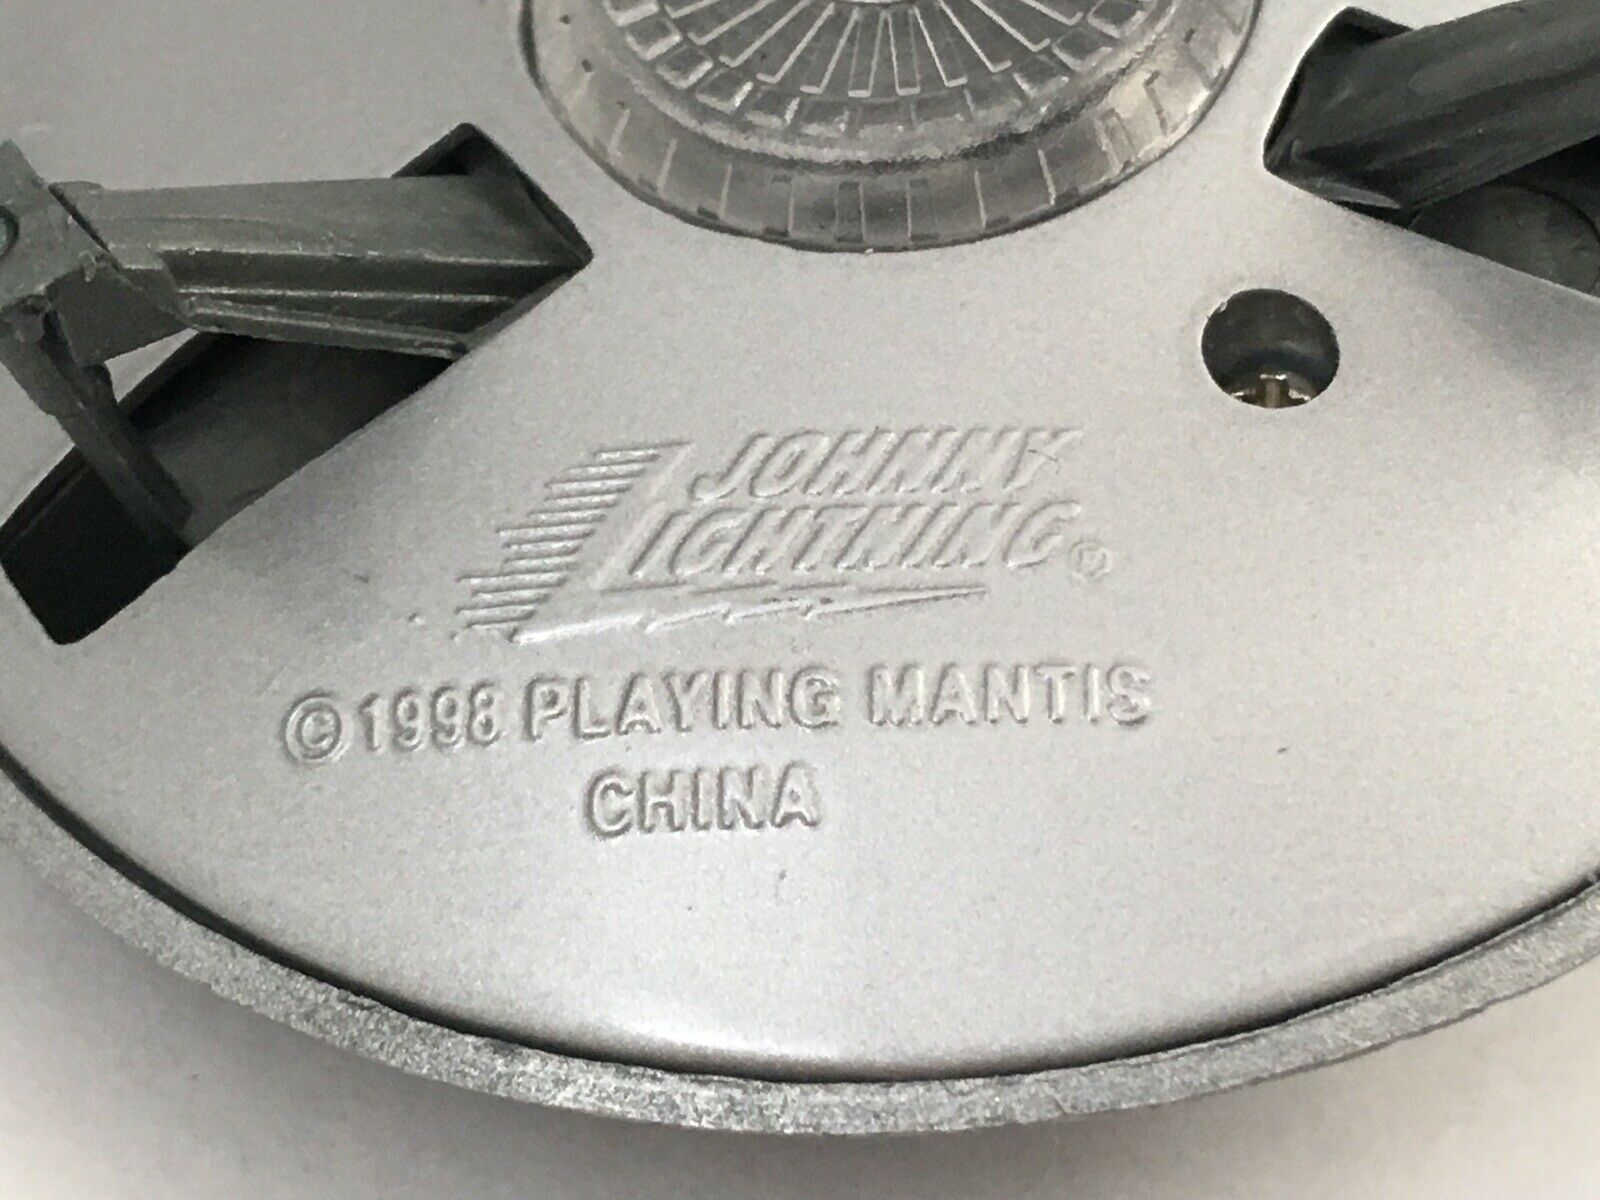 JOHNNY
LIGHTNING®
©1998 PLAYING MANTIS
CHINA